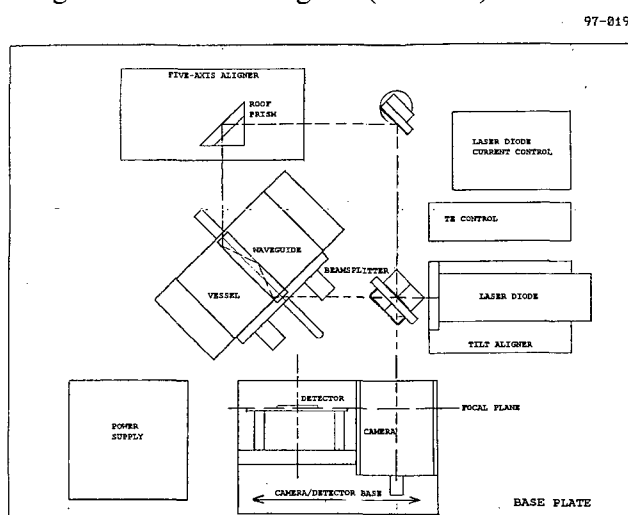 97-019
FIVE-AXIS ALIGNER
ROOF
PRISM
LASER DIODE
CURRENT CONTROL
TE CONTROL
WAVEGUIDE
BEAMSPLITTER
VESSEL
LASER DIODE
TILT ALIGNER
DETECTOR
FOCAL PLANE
POWER
SUPPLY
CAMERA
CAMERA/DETECTOR BASE
BASE PLATE